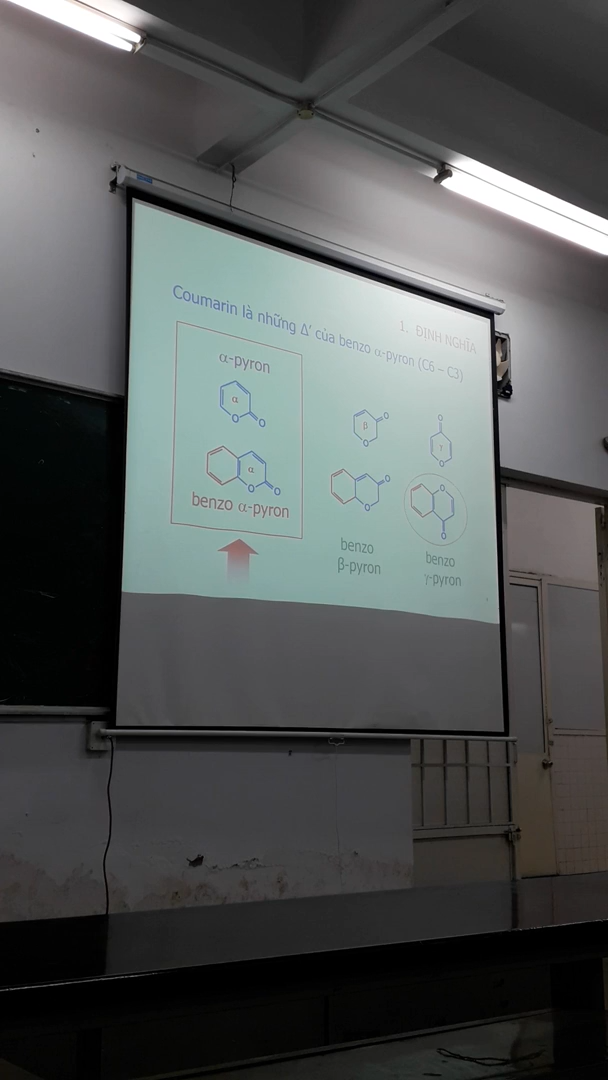 1. ĐỊNH NGHĨA
Coumarin là những Δ’ của benzo α-pyron (C6 – C3)
α-pyron
α
O
O
α
O
O
benzo α-pyron
β
O
O
O
O
benzo
β-pyron
O
γ
O
O
O
benzo
γ-pyron